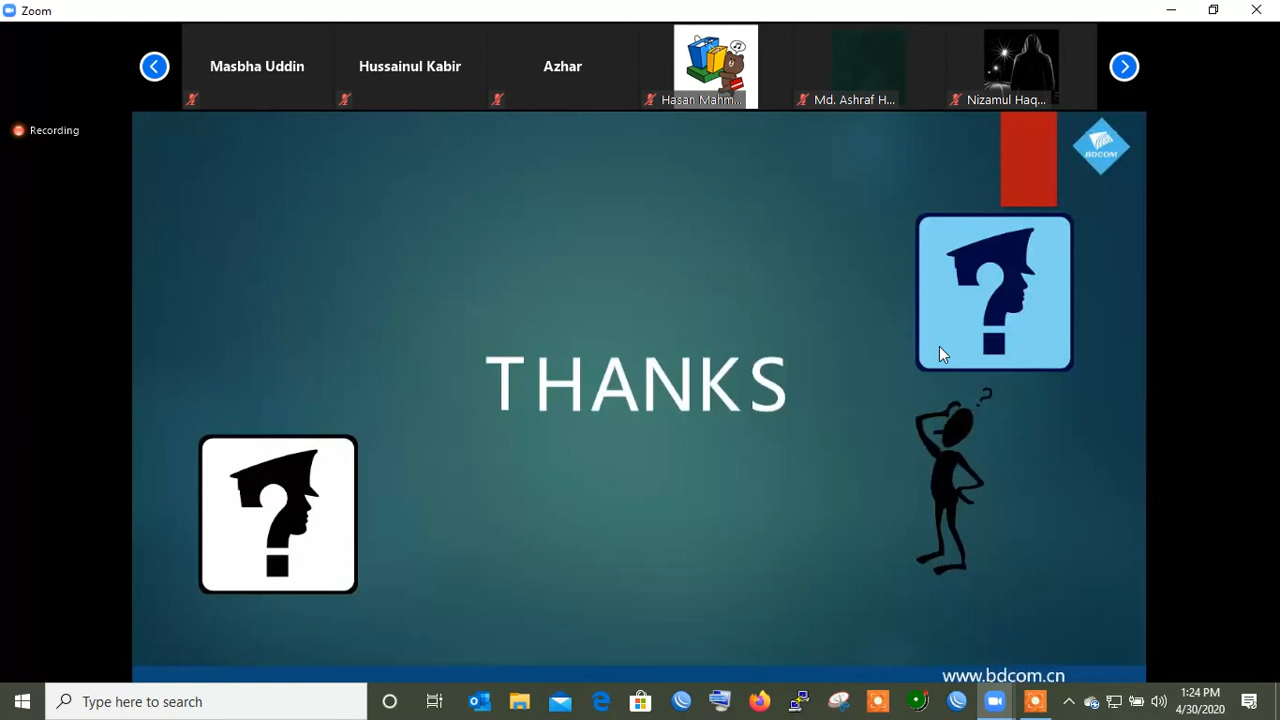 Zoom
Masbha Uddin
Hussainul Kabir
Azhar
Hasan Mahm...
Md. Ashraf H...
Nizamul Haq...
Recording
BDCOM
?
THANKS
www.bdcom.cn
Type here to search
1:24 PM
4/30/2020